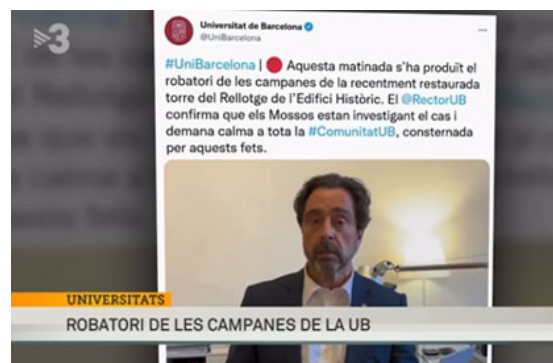 3
Universitat de Barcelona
@UniBarcelona
#UniBarcelona | 🔴 Aquesta matinada s'ha produït el
robatori de les campanes de la recentment restaurada
torre del Rellotge de l'Edifici Històric. El @RectorUB
confirma que els Mossos estan investigant el cas i
demana calma a tota la #ComunitatUB, consternada
per aquests fets.
UNIVERSITATS
ROBATORI DE LES CAMPANES DE LA UB